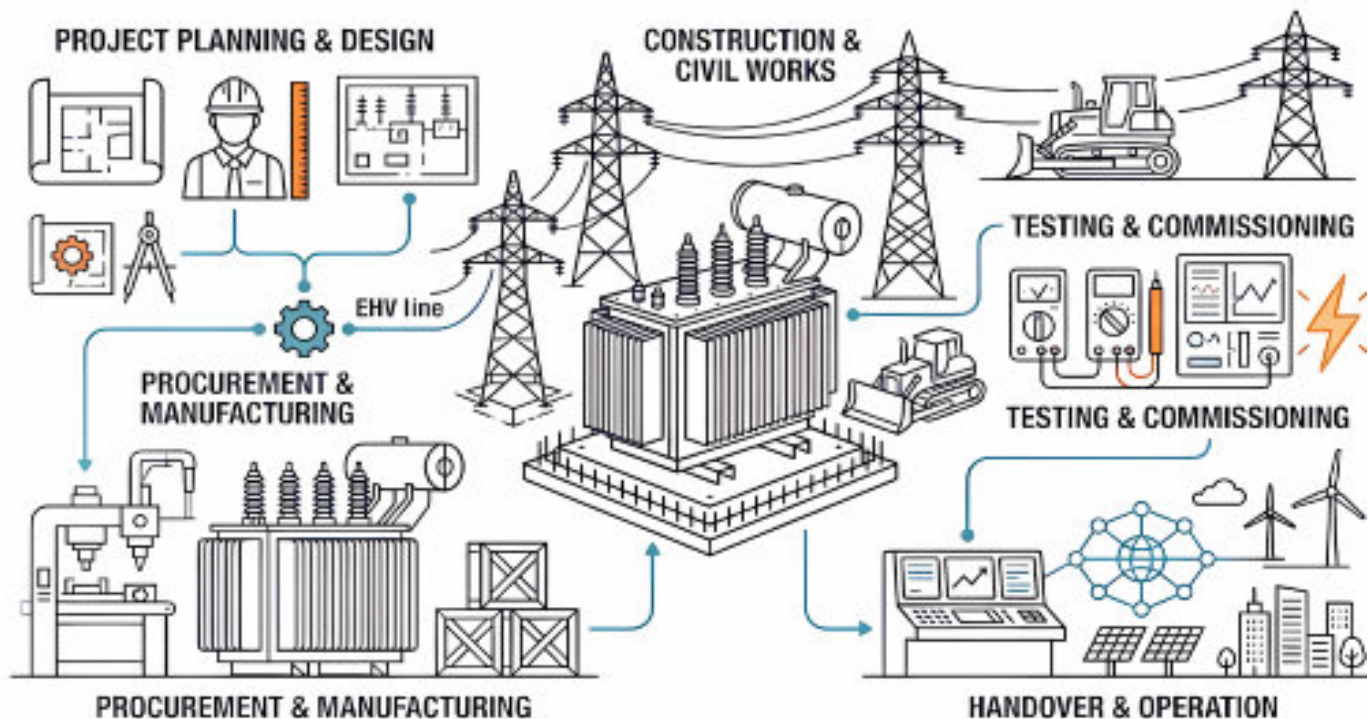 PROJECT PLANNING & DESIGN
CONSTRUCTION &
CIVIL WORKS
TESTING & COMMISSIONING
EHV line
PROCUREMENT &
MANUFACTURING
TESTING & COMMISSIONING
PROCUREMENT & MANUFACTURING
HANDOVER & OPERATION